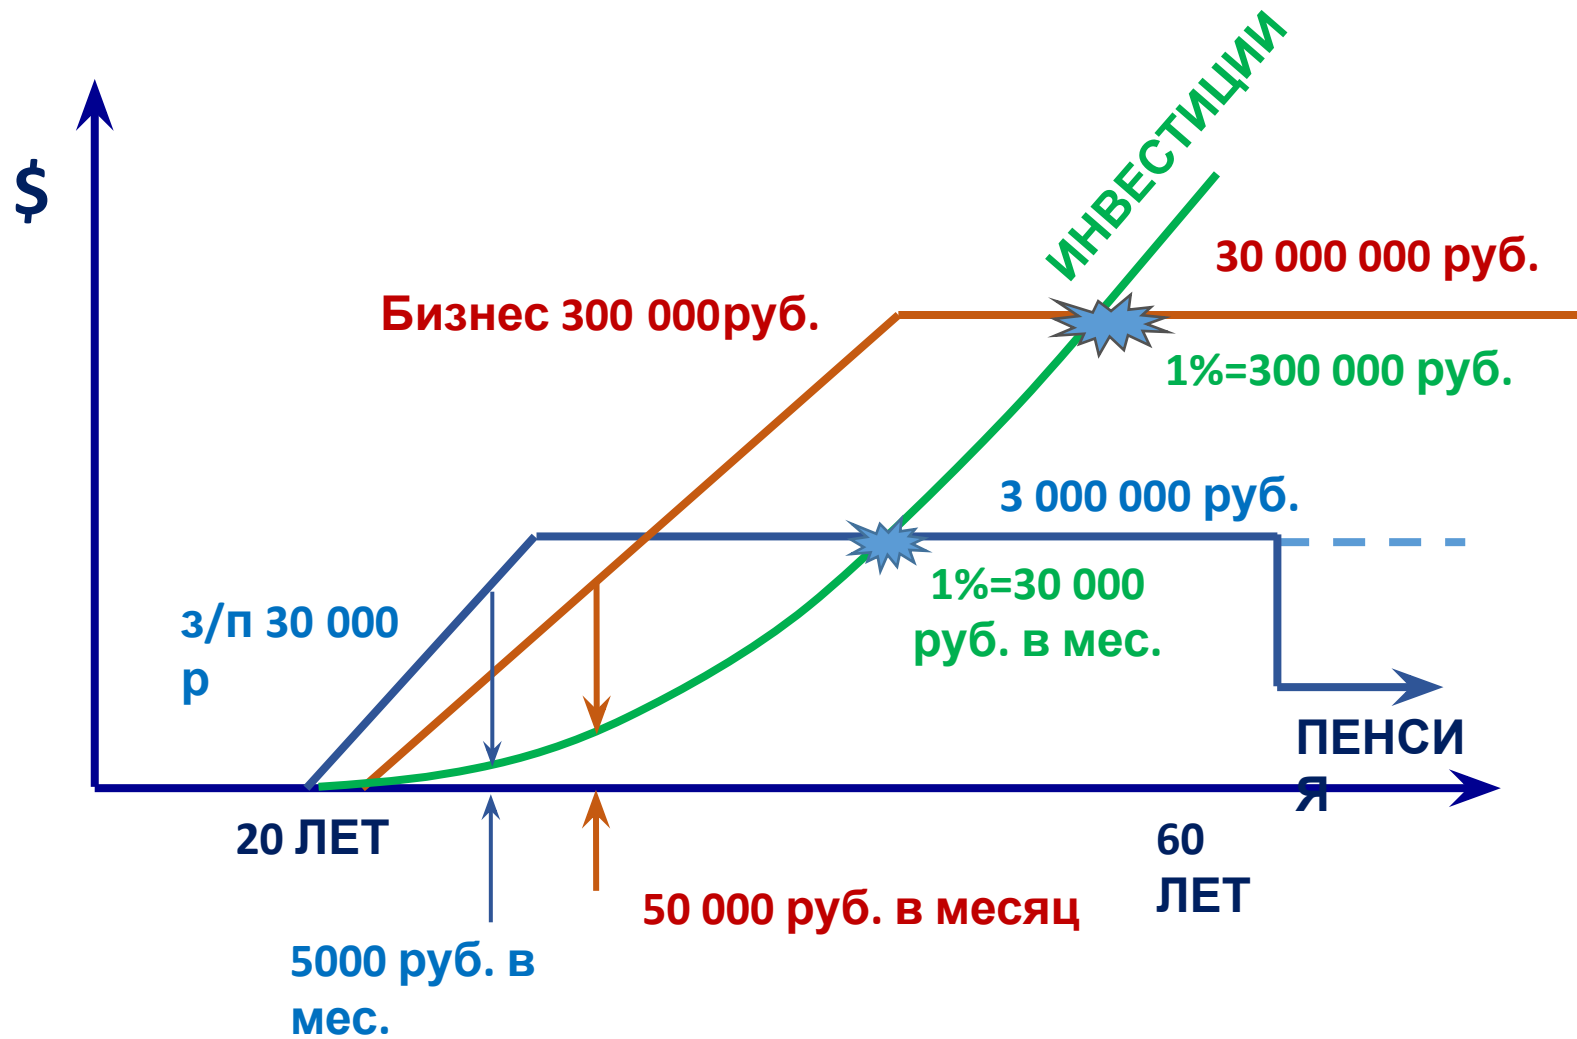 $
ИНВЕСТИЦИИ
30 000 000 руб.
Бизнес 300 000руб.
1%=300 000 руб.
3 000 000 руб.
1%=30 000
руб. в мес.
з/п 30 000
р
ПЕНСИ
Я
20 ЛЕТ
60
ЛЕТ
50 000 руб. в месяц
5000 руб. в
мес.